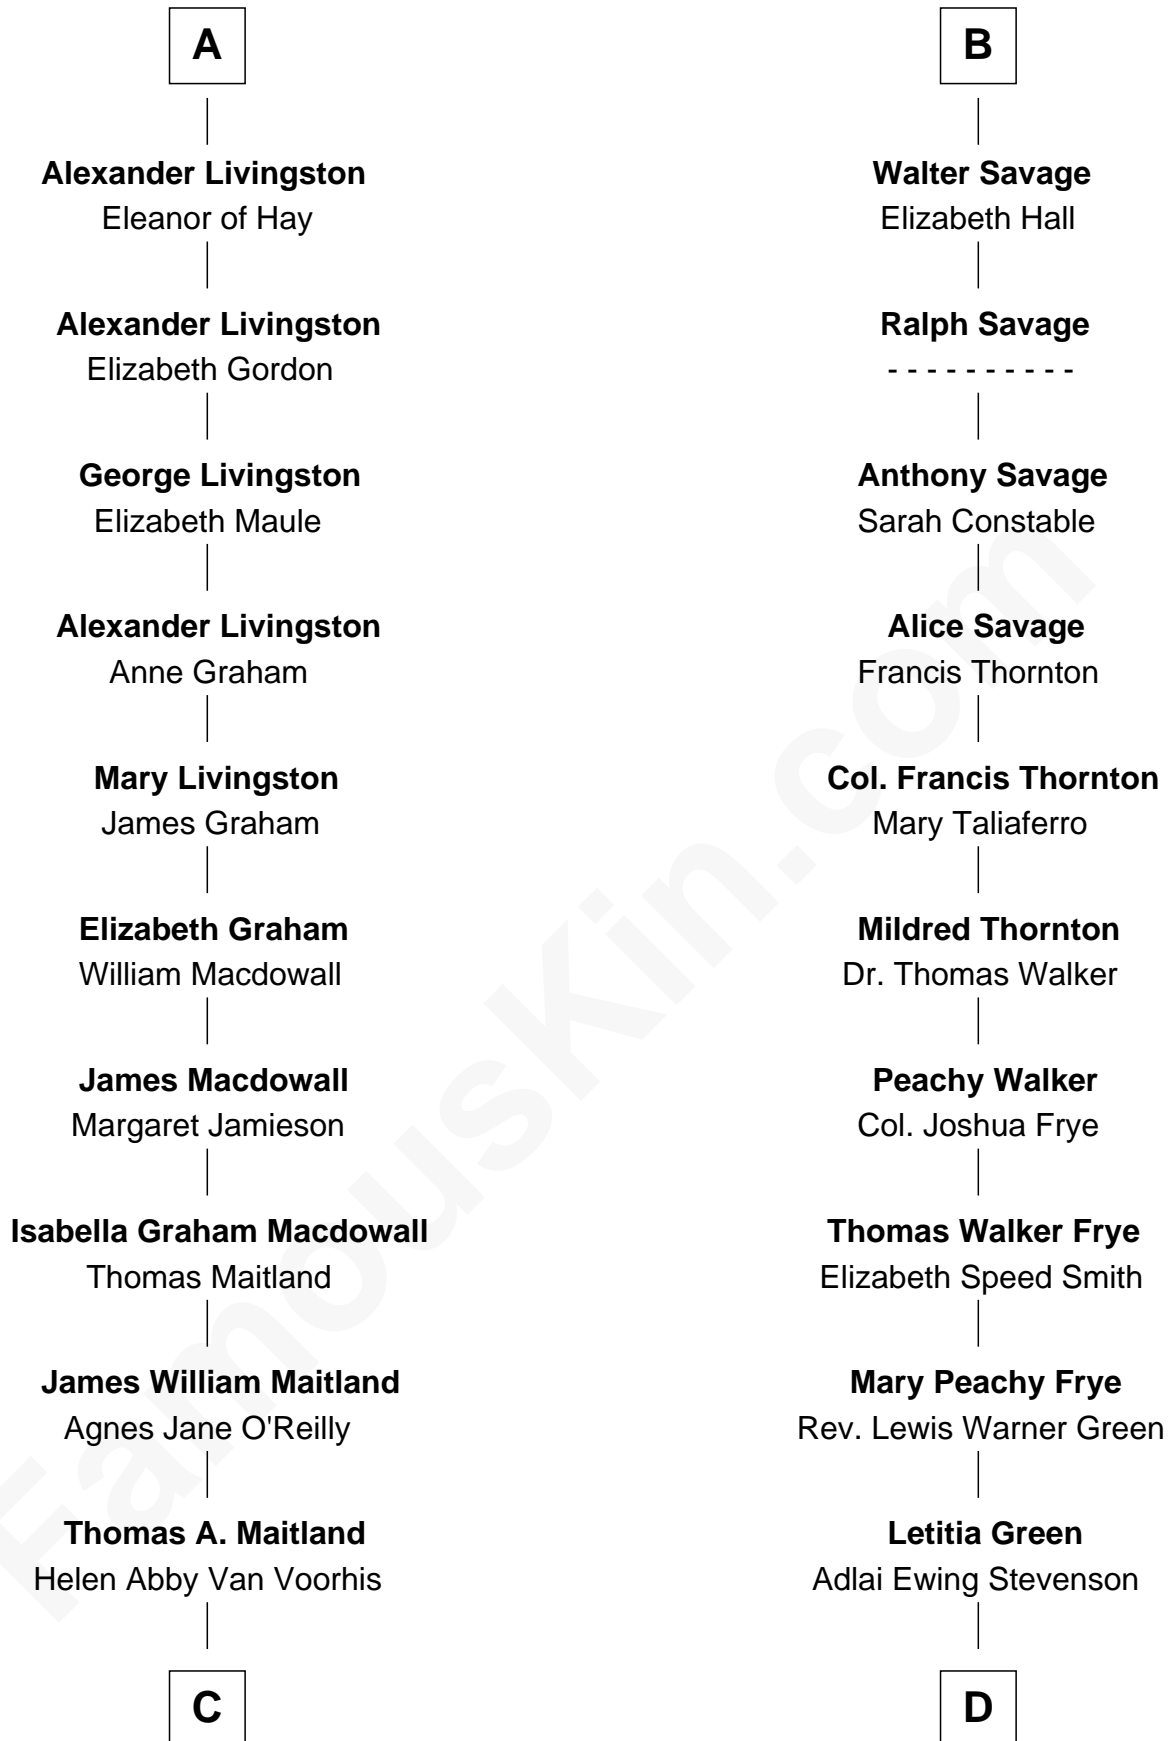 A
Alexander Livingston
Eleanor of Hay
Alexander Livingston
Elizabeth Gordon
George Livingston
Elizabeth Maule
Alexander Livingston
Anne Graham
Mary Livingston
James Graham
Elizabeth Graham
William Macdowall
James Macdowall
Margaret Jamieson
Isabella Graham Macdowall
Thomas Maitland
James William Maitland
Agnes Jane O'Reilly
Thomas A. Maitland
Helen Abby Van Voorhis
C
B
Walter Savage
Elizabeth Hall
Ralph Savage
- - - - - - - - - -
Anthony Savage
Sarah Constable
Alice Savage
Francis Thornton
Col. Francis Thornton
Mary Taliaferro
Mildred Thornton
Dr. Thomas Walker
Peachy Walker
Col. Joshua Frye
Thomas Walker Frye
Elizabeth Speed Smith
Mary Peachy Frye
Rev. Lewis Warner Green
Letitia Green
Adlai Ewing Stevenson
D
FamousKin.com